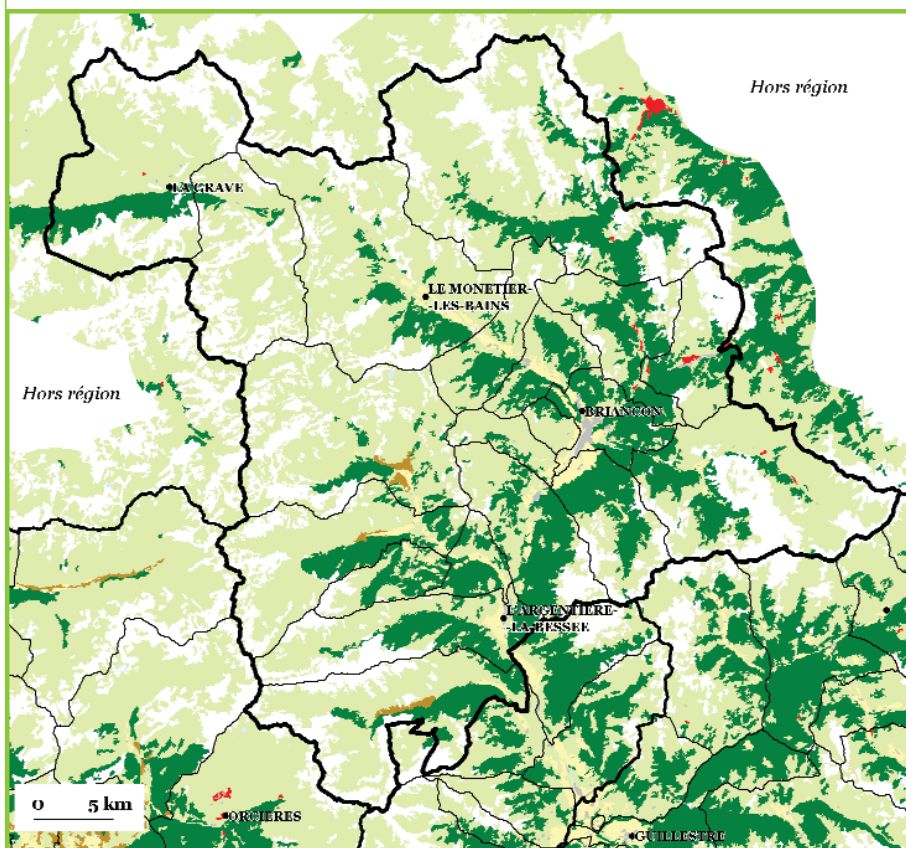 Hors région
LA GRAVE
LE MONETIER-
-LES-BAINS
Hors région
BRIANCON
L'ARGENTIERE-
-LA-BESSEE
0 5 km
ORCIERES
GUILLESTRE